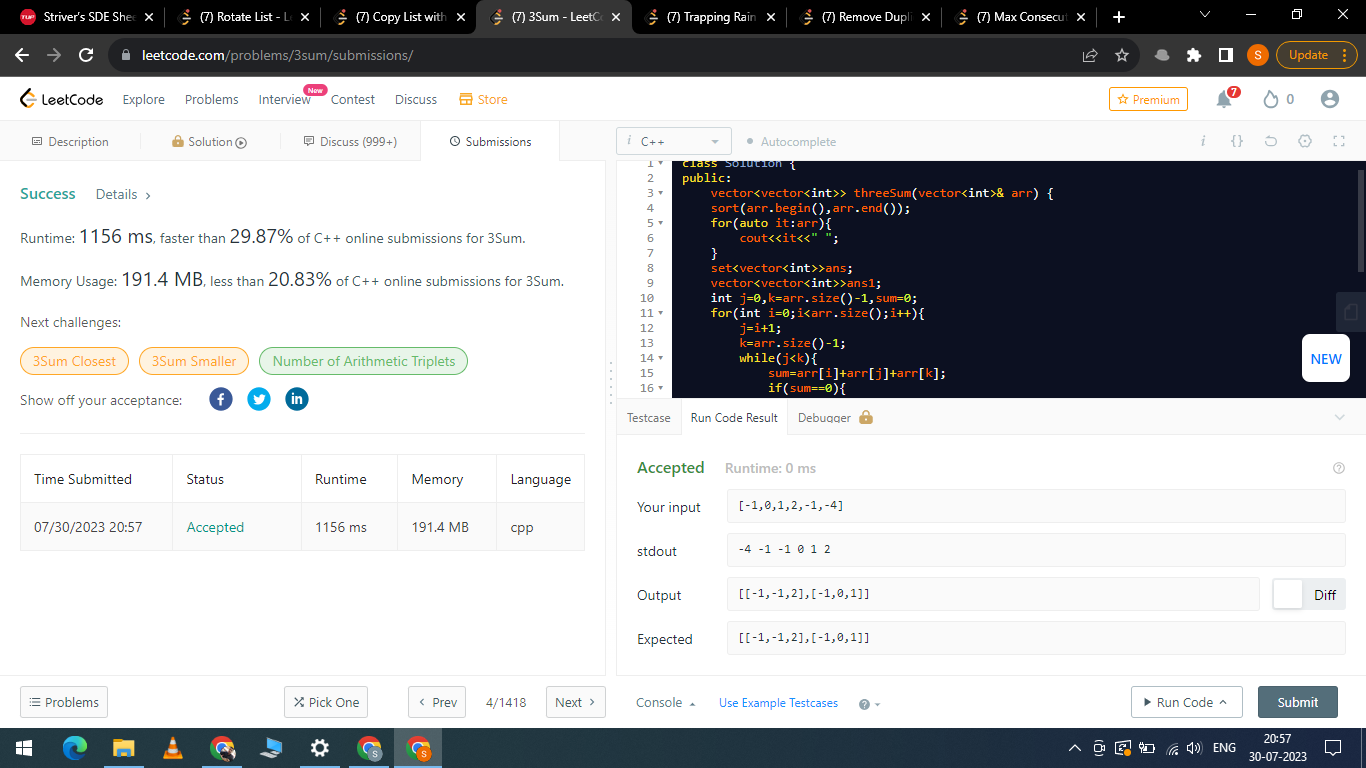 Striver's SDE Shee
(7) Rotate List - L
(7) Copy List with
(7) 3Sum - LeetC
(7) Trapping Rain
(7) Remove Dupli
(7) Max Consecut
leetcode.com/problems/3sum/submissions/
S
Update
LeetCode
Explore
Problems
Interview
New
Contest
Discuss
Store
Premium
7
0
Description
Solution
Discuss (999+)
Submissions
i C++
Autocomplete
i {}
Success Details
Runtime: 1156 ms, faster than 29.87% of C++ online submissions for 3Sum.
Memory Usage: 191.4 MB, less than 20.83% of C++ online submissions for 3Sum.
Next challenges:
3Sum Closest
3Sum Smaller
Number of Arithmetic Triplets
Show off your acceptance:
Time Submitted Status Runtime Memory Language
07/30/2023 20:57 Accepted 1156 ms 191.4 MB cpp
1 class Solution {
2 public:
3 vector<vector<int>> threeSum(vector<int>& arr) {
4 sort(arr.begin(),arr.end());
5 for(auto it:arr){
6 cout<<it<<" ";
7 }
8 set<vector<int>>ans;
9 vector<vector<int>>ans1;
10 int j=0,k=arr.size()-1,sum=0;
11 for(int i=0;i<arr.size();i++){
12 j=i+1;
13 k=arr.size()-1;
14 while(j<k){
15 sum=arr[i]+arr[j]+arr[k];
16 if(sum==0){
NEW
Testcase Run Code Result Debugger
Accepted Runtime: 0 ms
Your input [-1,0,1,2,-1,-4]
stdout -4 -1 -1 0 1 2
Output [[-1,-1,2],[-1,0,1]]
Diff
Expected [[-1,-1,2],[-1,0,1]]
Problems
Pick One
Prev
4/1418
Next
Console
Use Example Testcases
Run Code
Submit
ENG
20:57
30-07-2023